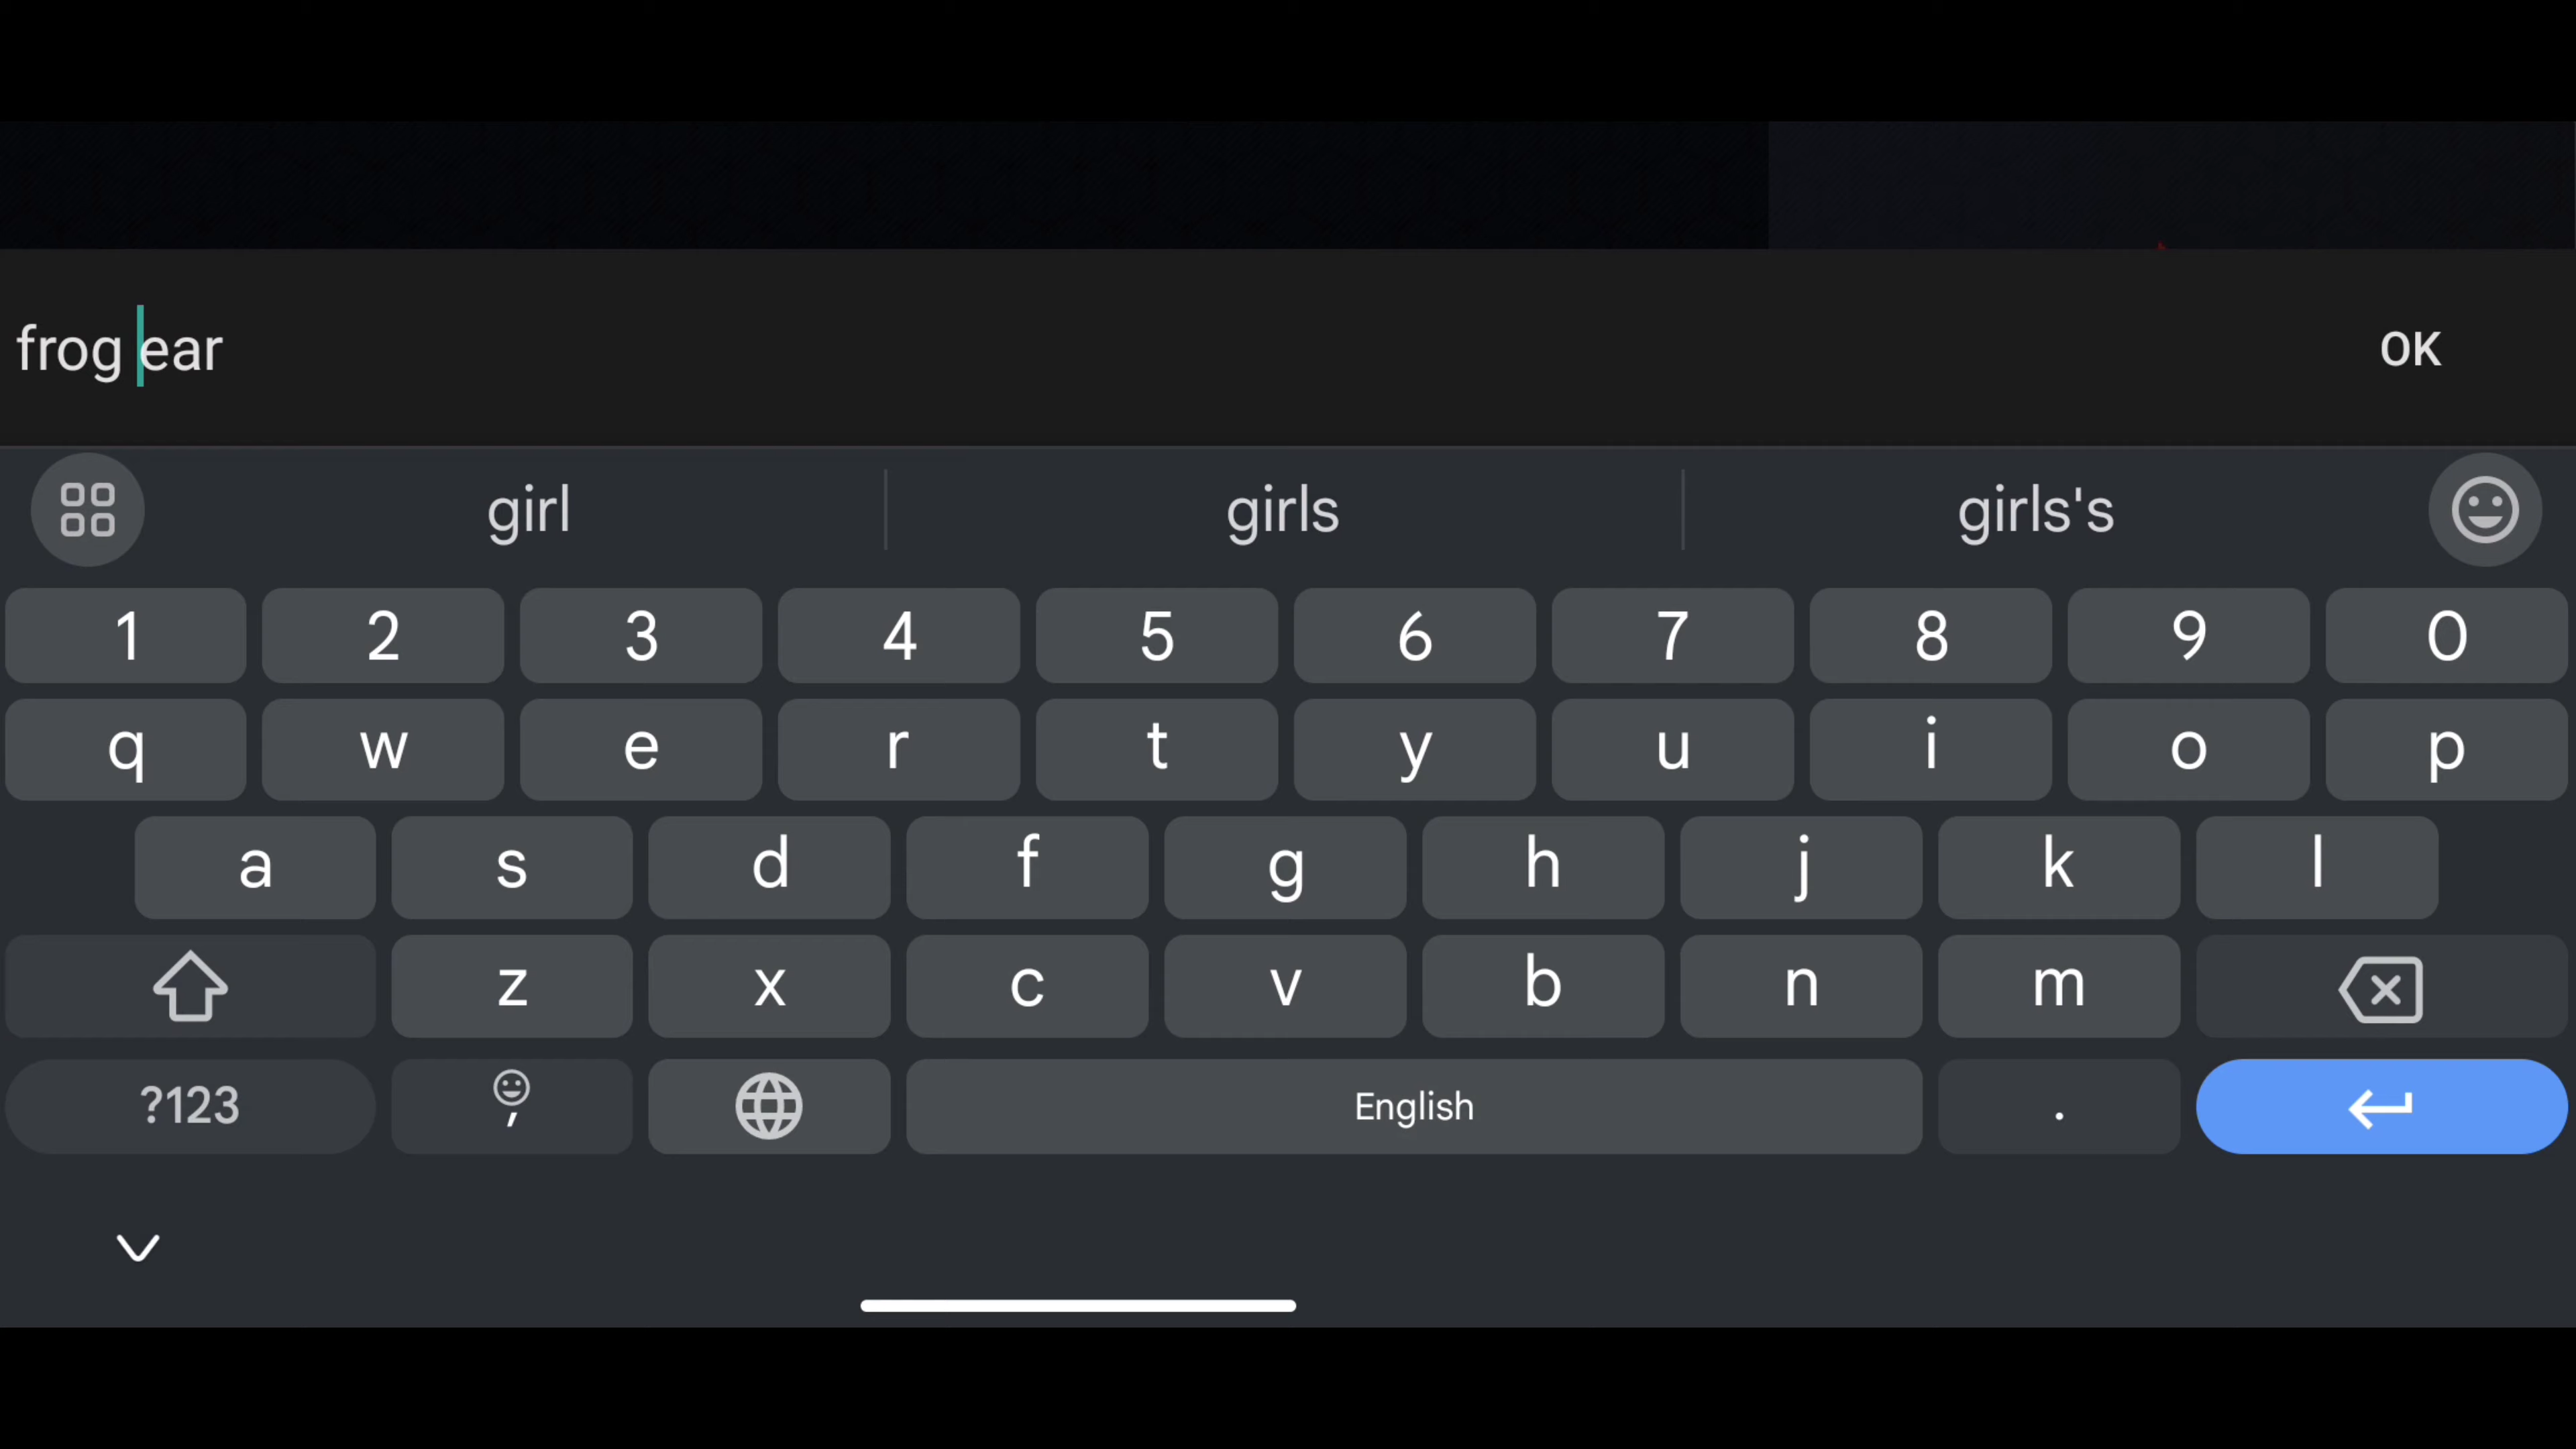 frog ear
OK
girl girls girls's
1 2 3 4 5 6 7 8 9 0
q w e r t y u i o p
a s d f g h j k l
z x c v b n m
?123 , English .